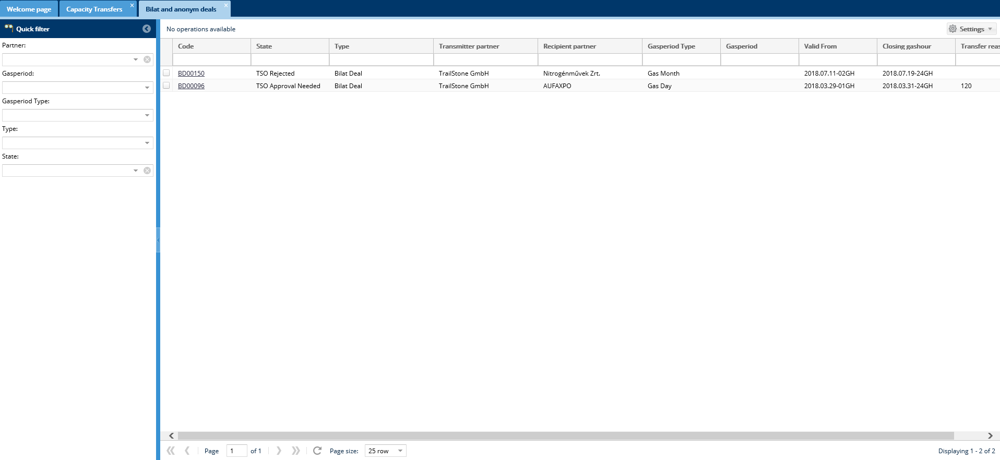 Welcome page
Capacity Transfers
Bilat and anonym deals
Quick filter
No operations available
Settings
Partner:
Gasperiod:
Gasperiod Type:
Type:
State:
Code State Type Transmitter partner Recipient partner Gasperiod Type Gasperiod Valid From Closing gashour Transfer reas
BD00150 TSO Rejected Bilat Deal TrailStone GmbH Nitrogénművek Zrt. Gas Month 2018.07.11-02GH 2018.07.19-24GH
BD00096 TSO Approval Needed Bilat Deal TrailStone GmbH AUFAXPO Gas Day 2018.03.29-01GH 2018.03.31-24GH 120
Page 1 of 1 Page size: 25 row Displaying 1 - 2 of 2